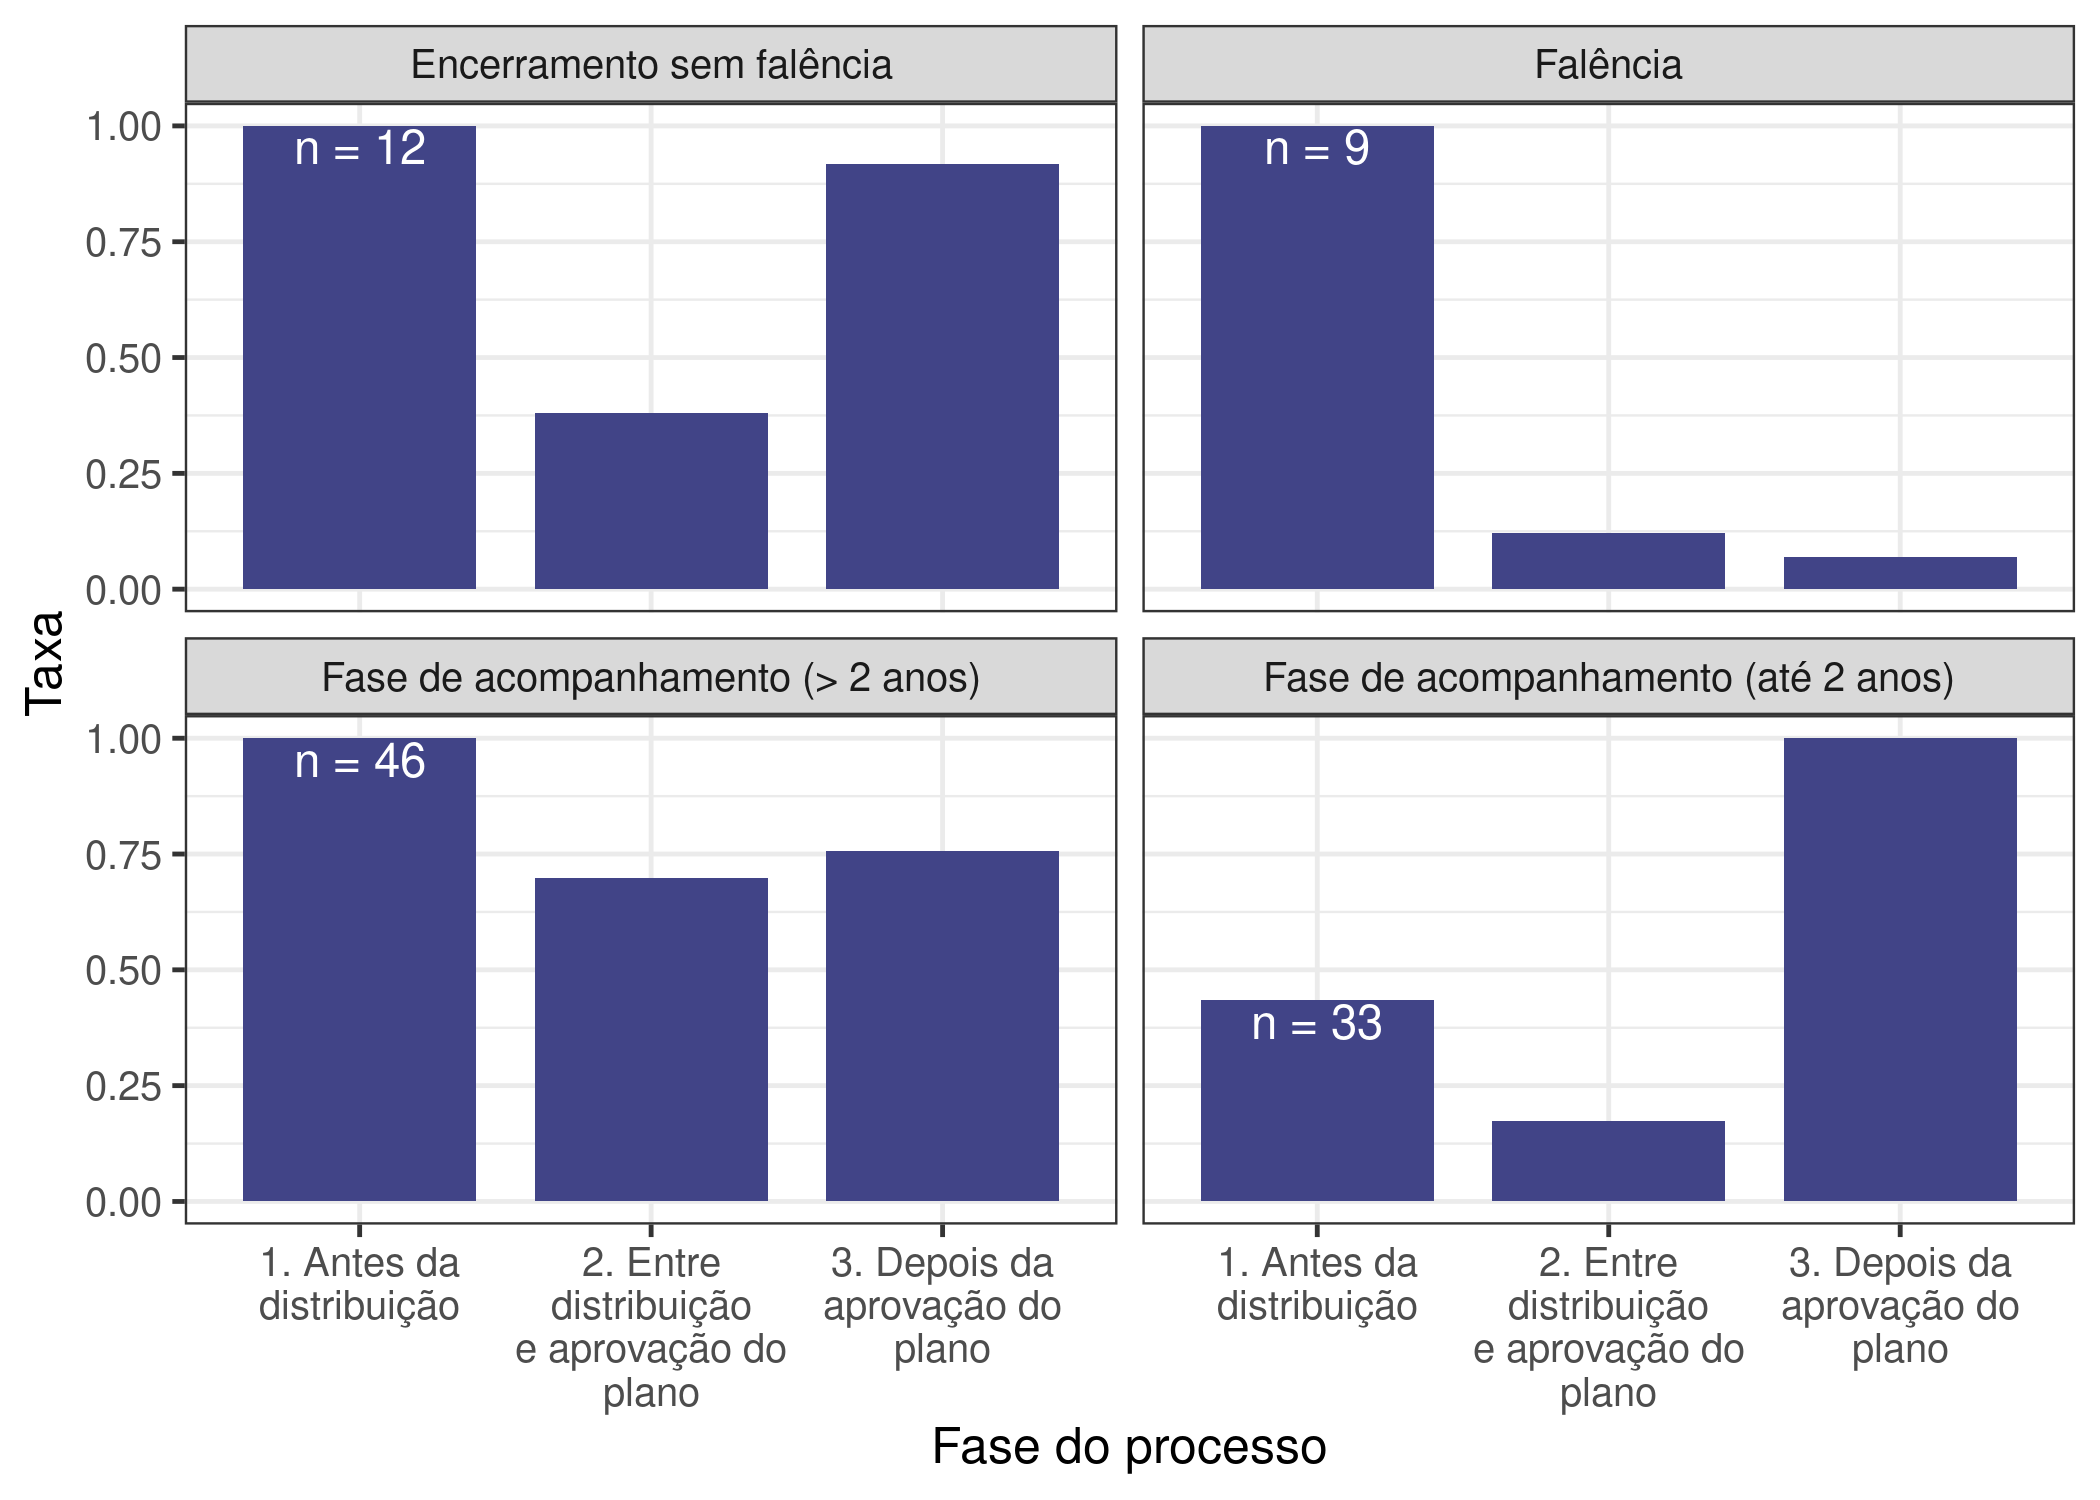 Encerramento sem falência
Falência
1.00
0.75
0.50
0.25
0.00
n = 12
n = 9
Taxa
Fase de acompanhamento (> 2 anos)
Fase de acompanhamento (até 2 anos)
1.00
0.75
0.50
0.25
0.00
n = 46
n = 33
1. Antes da
distribuição
2. Entre
distribuição
e aprovação do
plano
3. Depois da
aprovação do
plano
1. Antes da
distribuição
2. Entre
distribuição
e aprovação do
plano
3. Depois da
aprovação do
plano
Fase do processo